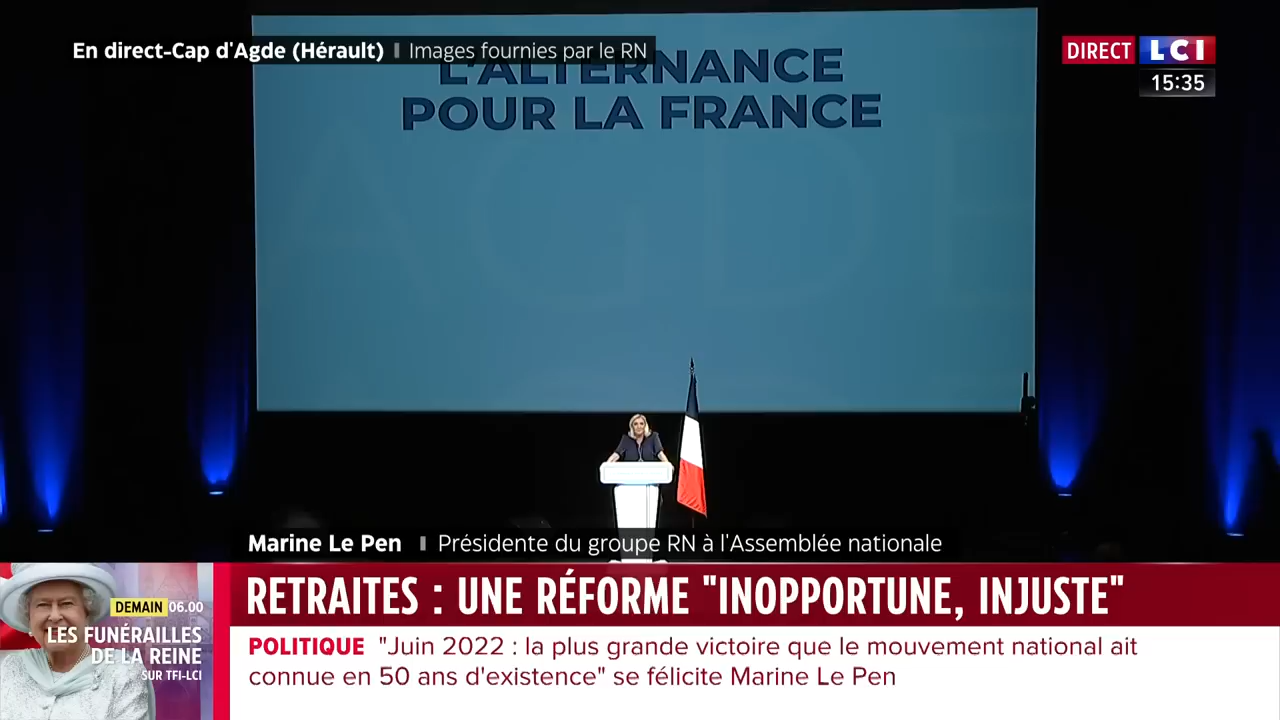 En direct-Cap d'Agde (Hérault) Images fournies par le RN
DIRECT LCI
15:35
L'ALTERNANCE
POUR LA FRANCE
AGDE
Marine Le Pen Présidente du groupe RN à l'Assemblée nationale
RETRAITES : UNE RÉFORME "INOPPORTUNE, INJUSTE"
POLITIQUE "Juin 2022 : la plus grande victoire que le mouvement national ait
connue en 50 ans d'existence" se félicite Marine Le Pen
DEMAIN 06.00
LES FUNÉRAILLES
DE LA REINE
SUR TF1-LCI